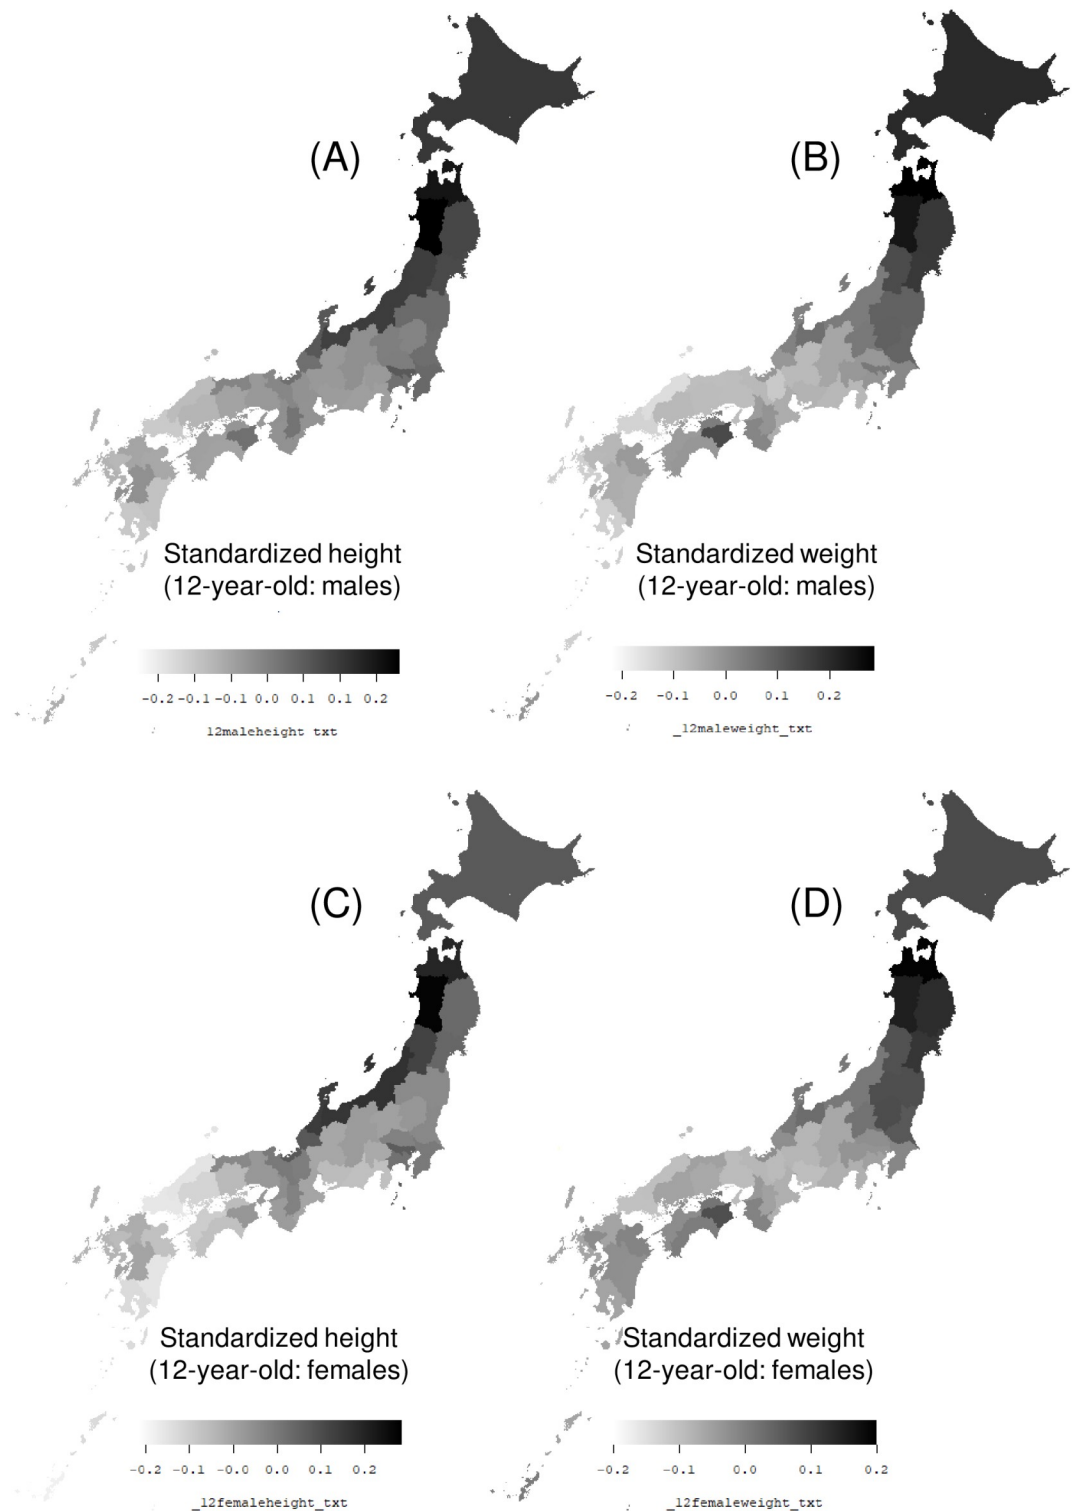 (A)
(B)
Standardized height
(12-year-old: males)
Standardized weight
(12-year-old: males)
-0.2 -0.1 -0.1 0.0 0.1 0.1 0.2
-0.2 -0.1 0.0 0.1 0.2
12maleheight txt
_12maleweight_txt
(C)
(D)
Standardized height
(12-year-old: females)
Standardized weight
(12-year-old: females)
-0.2 -0.1 -0.0 0.0 0.1 0.2
-0.2 -0.1 0.0 0.1 0.2
_12femaleheight_txt
_12femaleweight_txt